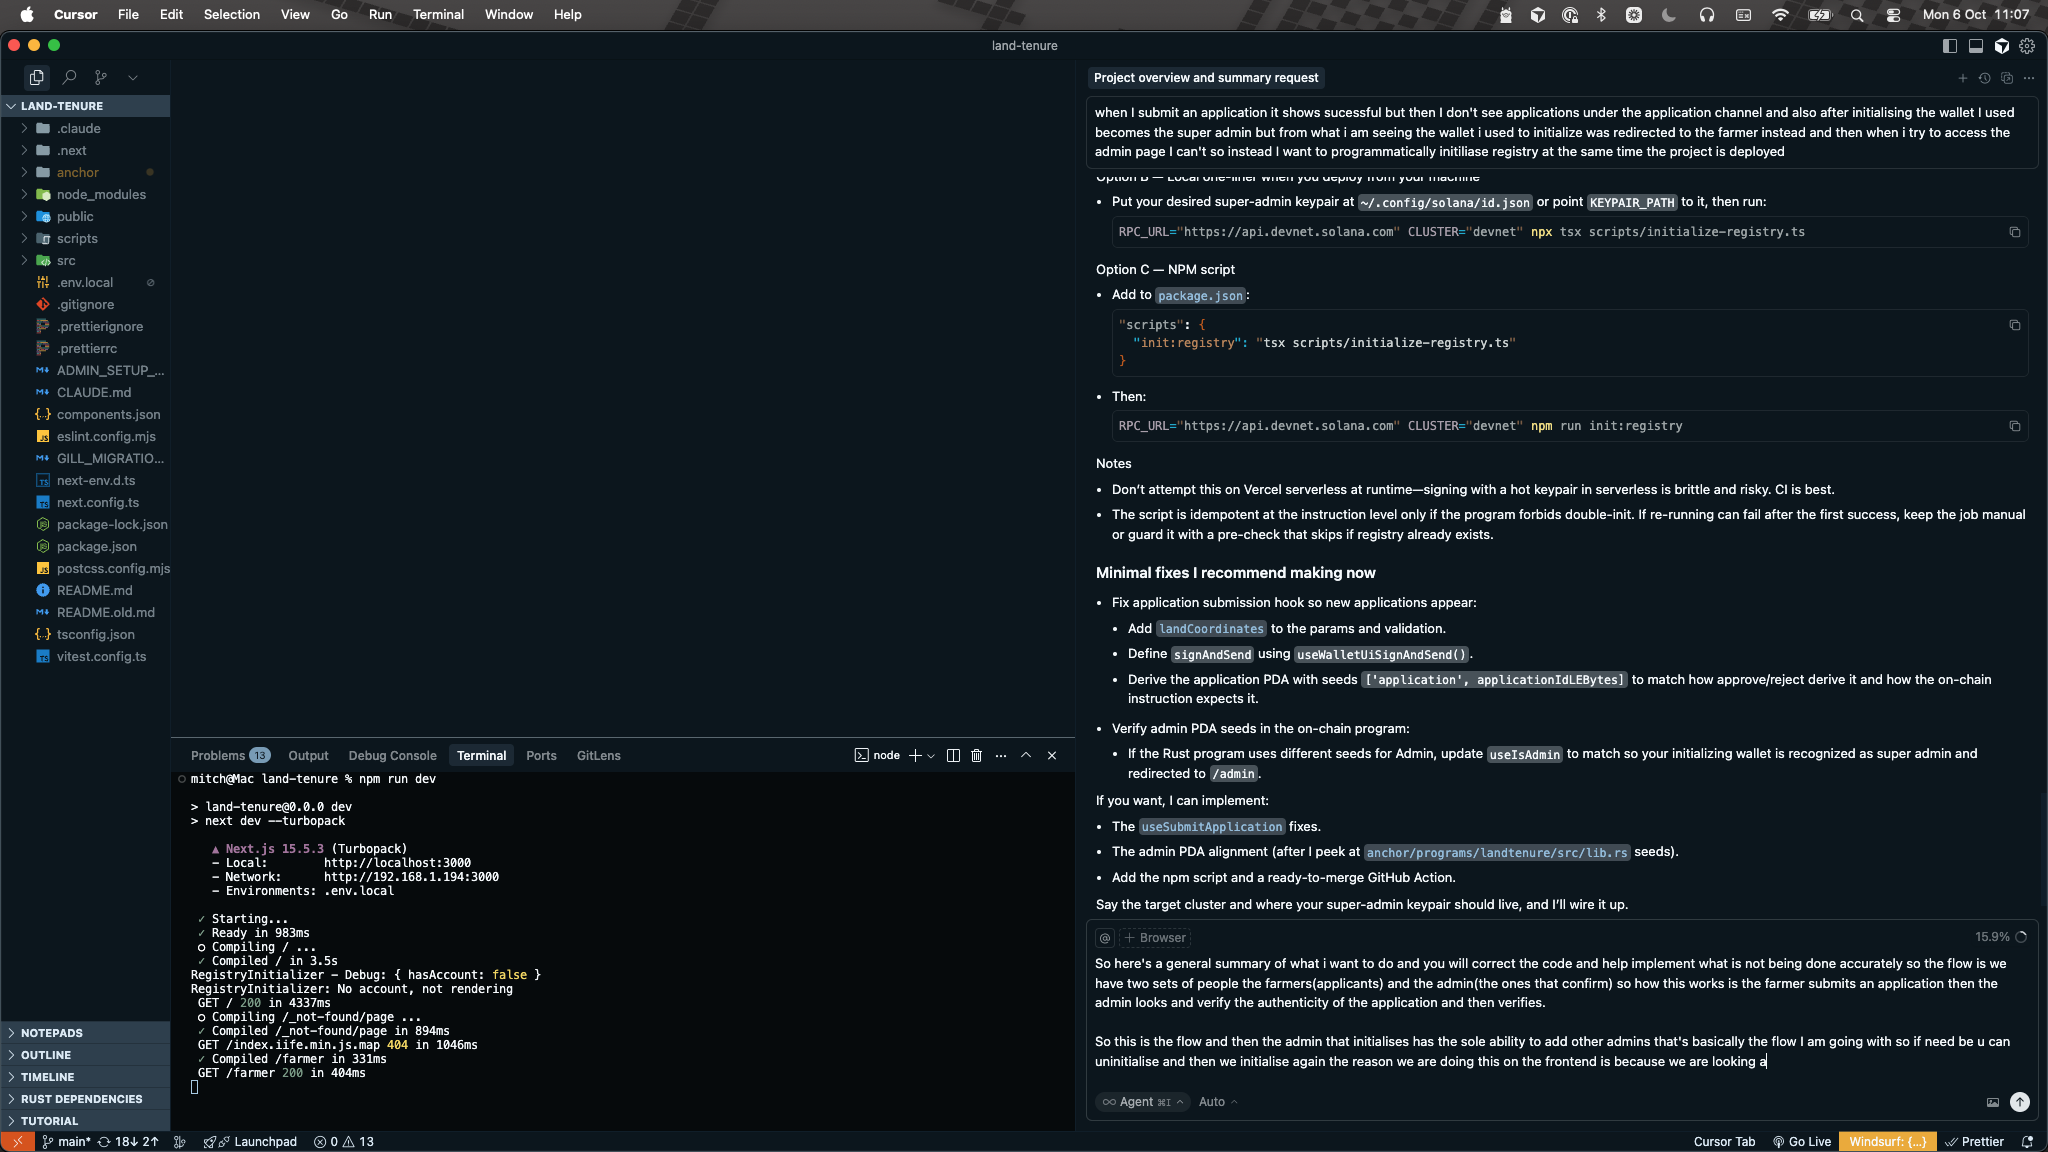 Cursor File Edit Selection View Go Run Terminal Window Help
Mon 6 Oct 11:07
land-tenure
LAND-TENURE
.claude
.next
anchor
node_modules
public
scripts
src
.env.local
.gitignore
.prettierignore
.prettierrc
ADMIN_SETUP_...
CLAUDE.md
components.json
eslint.config.mjs
GILL_MIGRATIO...
next-env.d.ts
next.config.ts
package-lock.json
package.json
postcss.config.mjs
README.md
README.old.md
tsconfig.json
vitest.config.ts
NOTEPADS
OUTLINE
TIMELINE
RUST DEPENDENCIES
TUTORIAL
Problems 13 Output Debug Console Terminal Ports GitLens
node
mitch@Mac land-tenure % npm run dev
> land-tenure@0.0.0 dev
> next dev --turbopack
▲ Next.js 15.5.3 (Turbopack)
- Local: http://localhost:3000
- Network: http://192.168.1.194:3000
- Environments: .env.local
✓ Starting...
✓ Ready in 983ms
○ Compiling / ...
✓ Compiled / in 3.5s
RegistryInitializer - Debug: { hasAccount: false }
RegistryInitializer: No account, not rendering
GET / 200 in 4337ms
○ Compiling /_not-found/page ...
✓ Compiled /_not-found/page in 894ms
GET /index.iife.min.js.map 404 in 1046ms
✓ Compiled /farmer in 331ms
GET /farmer 200 in 404ms
Project overview and summary request
when I submit an application it shows sucessful but then I don't see applications under the application channel and also after initialising the wallet I used
becomes the super admin but from what i am seeing the wallet i used to initialize was redirected to the farmer instead and then when i try to access the
admin page I can't so instead I want to programmatically initiliase registry at the same time the project is deployed
Option B — Local one-liner when you deploy from your machine
• Put your desired super-admin keypair at ~/.config/solana/id.json or point KEYPAIR_PATH to it, then run:
RPC_URL="https://api.devnet.solana.com" CLUSTER="devnet" npx tsx scripts/initialize-registry.ts
Option C — NPM script
• Add to package.json:
"scripts": {
"init:registry": "tsx scripts/initialize-registry.ts"
}
• Then:
RPC_URL="https://api.devnet.solana.com" CLUSTER="devnet" npm run init:registry
Notes
• Don't attempt this on Vercel serverless at runtime—signing with a hot keypair in serverless is brittle and risky. CI is best.
• The script is idempotent at the instruction level only if the program forbids double-init. If re-running can fail after the first success, keep the job manual
or guard it with a pre-check that skips if registry already exists.
Minimal fixes I recommend making now
• Fix application submission hook so new applications appear:
• Add landCoordinates to the params and validation.
• Define signAndSend using useWalletUiSignAndSend().
• Derive the application PDA with seeds ['application', applicationIdLEBytes] to match how approve/reject derive it and how the on-chain
instruction expects it.
• Verify admin PDA seeds in the on-chain program:
• If the Rust program uses different seeds for Admin, update useIsAdmin to match so your initializing wallet is recognized as super admin and
redirected to /admin.
If you want, I can implement:
• The useSubmitApplication fixes.
• The admin PDA alignment (after I peek at anchor/programs/landtenure/src/lib.rs seeds).
• Add the npm script and a ready-to-merge GitHub Action.
Say the target cluster and where your super-admin keypair should live, and I'll wire it up.
@ + Browser 15.9%
So here's a general summary of what i want to do and you will correct the code and help implement what is not being done accurately so the flow is we
have two sets of people the farmers(applicants) and the admin(the ones that confirm) so how this works is the farmer submits an application then the
admin looks and verify the authenticity of the application and then verifies.
So this is the flow and then the admin that initialises has the sole ability to add other admins that's basically the flow I am going with so if need be u can
uninitialise and then we initialise again the reason we are doing this on the frontend is because we are looking a
Agent ⌘I Auto
main* 18↓ 2↑ Launchpad 0 13 Cursor Tab Go Live Windsurf: {...} Prettier